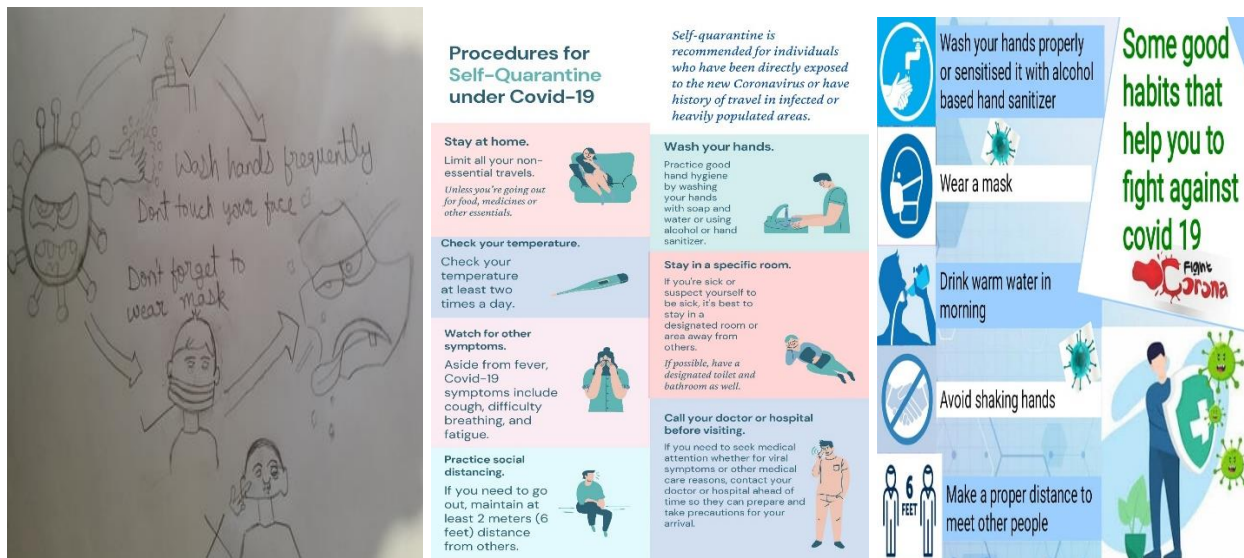 Wash hands frequently
Dont touch your face
Don't forget to
wear mask
Procedures for
Self-Quarantine
under Covid-19
Self-quarantine is
recommended for individuals
who have been directly exposed
to the new Coronavirus or have
history of travel in infected or
heavily populated areas.
Stay at home.
Limit all your non-
essential travels.
Unless you're going out
for food, medicines or
other essentials.
Wash your hands.
Practice good
hand hygiene
by washing
your hands
with soap and
water or using
alcohol or hand
sanitizer.
Check your temperature.
Check your
temperature
at least two
times a day.
Stay in a specific room.
If you're sick or
suspect yourself to
be sick, it's best to
stay in a
designated room or
area away from
others.
If possible, have a
designated toilet and
bathroom as well.
Watch for other
symptoms.
Aside from fever,
Covid-19
symptoms include
cough, difficulty
breathing, and
fatigue.
Call your doctor or hospital
before visiting.
If you need to seek medical
attention whether for viral
symptoms or other medical
care reasons, contact your
doctor or hospital ahead of
time so they can prepare and
take precautions for your
arrival.
Practice social
distancing.
If you need to go
out, maintain at
least 2 meters (6
feet) distance
from others.
Some good
habits that
help you to
fight against
covid 19
Fight
Corona
Wash your hands properly
or sensitised it with alcohol
based hand sanitizer
Wear a mask
Drink warm water in
morning
Avoid shaking hands
6
FEET
Make a proper distance to
meet other people